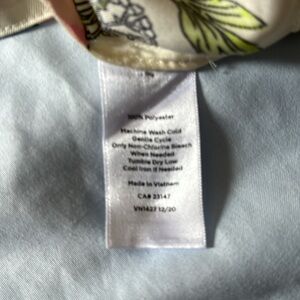 100% Polyester
Machine Wash Cold
Gentle Cycle
Only Non-Chlorine Bleach
When Needed
Tumble Dry Low
Cool Iron if Needed
Made in Vietnam
CA# 23147
VN1427 12/20